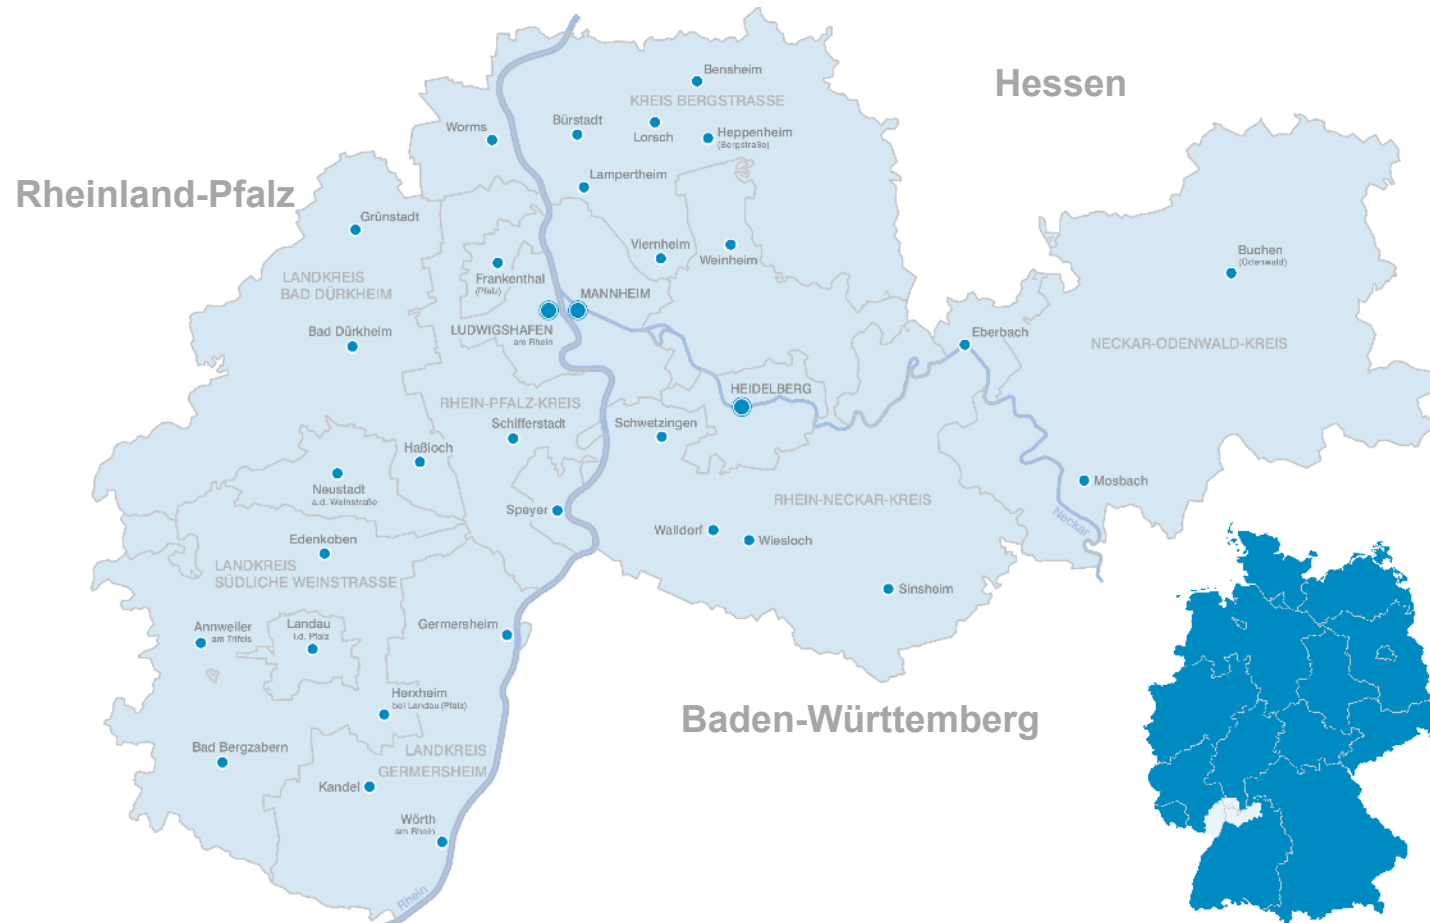 Hessen
Rheinland-Pfalz
Baden-Württemberg
Bensheim
KREIS BERGSTRASSE
Worms
Bürstadt
Lorsch
Heppenheim
(Bergstraße)
Lampertheim
Grünstadt
Viernheim
Weinheim
Buchen
(Odenwald)
LANDKREIS
BAD DÜRKHEIM
Frankenthal
(Pfalz)
MANNHEIM
LUDWIGSHAFEN
am Rhein
Bad Dürkheim
Eberbach
NECKAR-ODENWALD-KREIS
HEIDELBERG
RHEIN-PFALZ-KREIS
Schifferstadt
Schwetzingen
Haßloch
Neustadt
a.d. Weinstraße
Mosbach
RHEIN-NECKAR-KREIS
Speyer
Walldorf
Wiesloch
Neckar
Edenkoben
LANDKREIS
SÜDLICHE WEINSTRASSE
Sinsheim
Annweiler
am Trifels
Landau
i.d. Pfalz
Germersheim
Herxheim
bei Landau (Pfalz)
Bad Bergzabern
LANDKREIS
GERMERSHEIM
Kandel
Wörth
am Rhein
Rhein